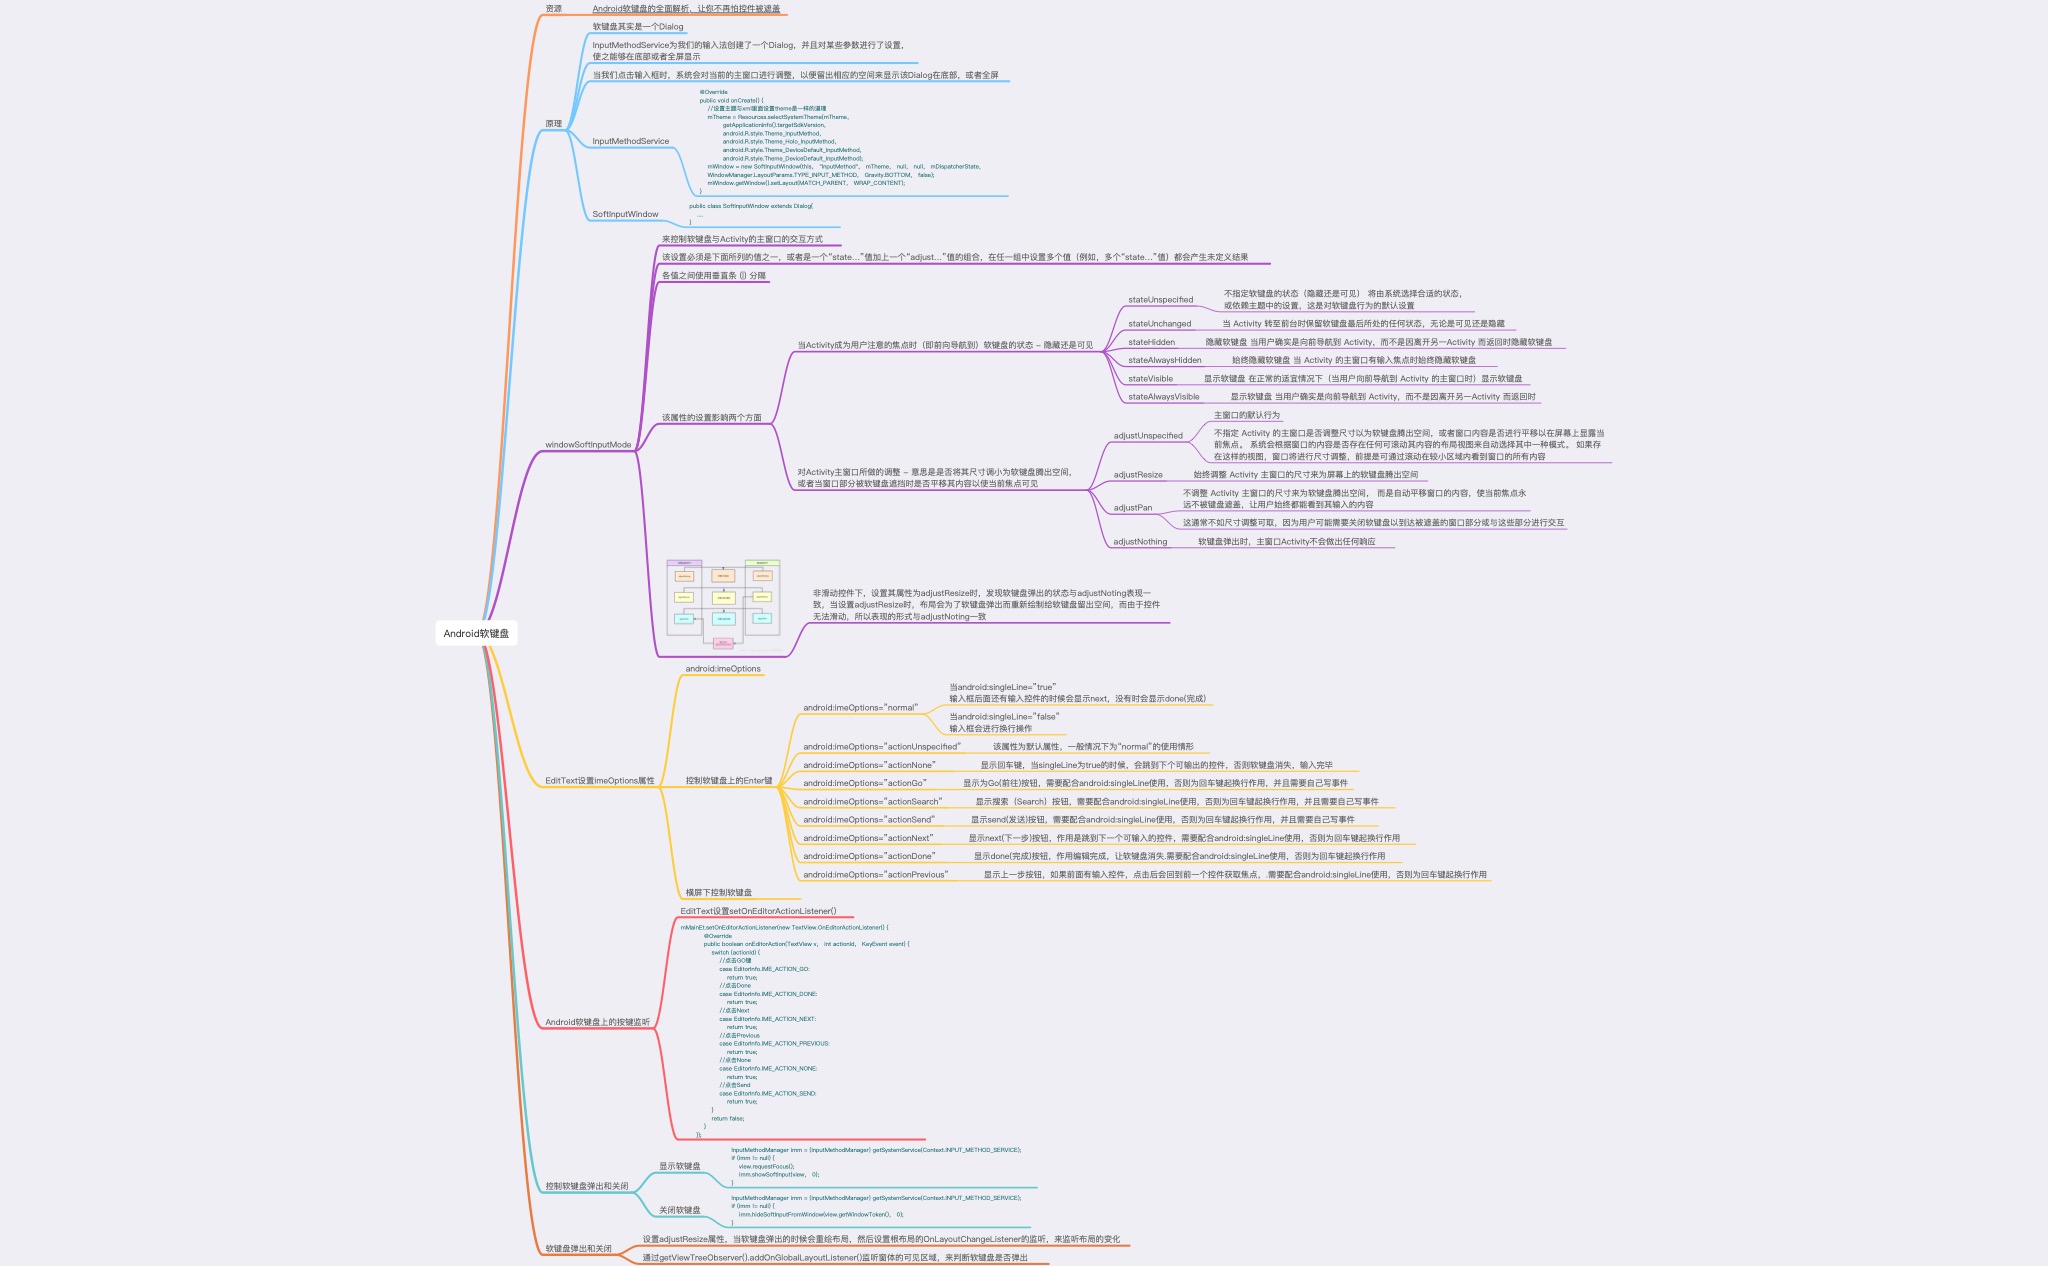 资源
Android软键盘的全面解析，让你不再怕控件被遮盖
原理
软键盘其实是一个Dialog
InputMethodService为我们的输入法创建了一个Dialog，并且对某些参数进行了设置，
使之能够在底部或者全屏显示
当我们点击输入框时，系统会对当前的主窗口进行调整，以便留出相应的空间来显示该Dialog在底部，或者全屏
InputMethodService
@Override
public void onCreate() {
//设置主题与xml里面设置theme是一样的道理
mTheme = Resources.selectSystemTheme(mTheme,
getApplicationInfo().targetSdkVersion,
android.R.style.Theme_InputMethod,
android.R.style.Theme_Holo_InputMethod,
android.R.style.Theme_DeviceDefault_InputMethod,
android.R.style.Theme_DeviceDefault_InputMethod);
mWindow = new SoftInputWindow(this, "InputMethod", mTheme, null, null, mDispatcherState,
WindowManager.LayoutParams.TYPE_INPUT_METHOD, Gravity.BOTTOM, false);
mWindow.getWindow().setLayout(MATCH_PARENT, WRAP_CONTENT);
}
SoftInputWindow
public class SoftInputWindow extends Dialog{
....
}
windowSoftInputMode
来控制软键盘与Activity的主窗口的交互方式
该设置必须是下面所列的值之一，或者是一个“state…”值加上一个“adjust…”值的组合，在任一组中设置多个值（例如，多个“state…”值）都会产生未定义结果
各值之间使用垂直条 (|) 分隔
该属性的设置影响两个方面
当Activity成为用户注意的焦点时（即前向导航到）软键盘的状态 - 隐藏还是可见
stateUnspecified
不指定软键盘的状态（隐藏还是可见） 将由系统选择合适的状态，
或依赖主题中的设置，这是对软键盘行为的默认设置
stateUnchanged
当 Activity 转至前台时保留软键盘最后所处的任何状态，无论是可见还是隐藏
stateHidden
隐藏软键盘 当用户确实是向前导航到 Activity，而不是因离开另一Activity 而返回时隐藏软键盘
stateAlwaysHidden
始终隐藏软键盘 当 Activity 的主窗口有输入焦点时始终隐藏软键盘
stateVisible
显示软键盘 在正常的适宜情况下（当用户向前导航到 Activity 的主窗口时）显示软键盘
stateAlwaysVisible
显示软键盘 当用户确实是向前导航到 Activity，而不是因离开另一Activity 而返回时
对Activity主窗口所做的调整 - 意思是是否将其尺寸调小为软键盘腾出空间，
或者当窗口部分被软键盘遮挡时是否平移其内容以使当前焦点可见
adjustUnspecified
主窗口的默认行为
不指定 Activity 的主窗口是否调整尺寸以为软键盘腾出空间，或者窗口内容是否进行平移以在屏幕上显露当
前焦点。 系统会根据窗口的内容是否存在任何可滚动其内容的布局视图来自动选择其中一种模式。 如果存
在这样的视图，窗口将进行尺寸调整，前提是可通过滚动在较小区域内看到窗口的所有内容
adjustResize
始终调整 Activity 主窗口的尺寸来为屏幕上的软键盘腾出空间
adjustPan
不调整 Activity 主窗口的尺寸来为软键盘腾出空间， 而是自动平移窗口的内容，使当前焦点永
远不被键盘遮盖，让用户始终都能看到其输入的内容
这通常不如尺寸调整可取，因为用户可能需要关闭软键盘以到达被遮盖的窗口部分或与这些部分进行交互
adjustNothing
软键盘弹出时，主窗口Activity不会做出任何响应
非滑动控件下，设置其属性为adjustResize时，发现软键盘弹出的状态与adjustNoting表现一
致，当设置adjustResize时，布局会为了软键盘弹出而重新绘制给软键盘留出空间，而由于控件
无法滑动，所以表现的形式与adjustNoting一致
Android软键盘
EditText设置imeOptions属性
android:imeOptions
控制软键盘上的Enter键
android:imeOptions="normal"
当android:singleLine="true"
输入框后面还有输入控件的时候会显示next，没有时会显示done(完成)
当android:singleLine="false"
输入框会进行换行操作
android:imeOptions="actionUnspecified"
该属性为默认属性，一般情况下为“normal”的使用情形
android:imeOptions="actionNone"
显示回车键，当singleLine为true的时候，会跳到下个可输出的控件，否则软键盘消失，输入完毕
android:imeOptions="actionGo"
显示为Go(前往)按钮，需要配合android:singleLine使用，否则为回车键起换行作用，并且需要自己写事件
android:imeOptions="actionSearch"
显示搜索（Search）按钮，需要配合android:singleLine使用，否则为回车键起换行作用，并且需要自己写事件
android:imeOptions="actionSend"
显示send(发送)按钮，需要配合android:singleLine使用，否则为回车键起换行作用，并且需要自己写事件
android:imeOptions="actionNext"
显示next(下一步)按钮，作用是跳到下一个可输入的控件，需要配合android:singleLine使用，否则为回车键起换行作用
android:imeOptions="actionDone"
显示done(完成)按钮，作用编辑完成，让软键盘消失.需要配合android:singleLine使用，否则为回车键起换行作用
android:imeOptions="actionPrevious"
显示上一步按钮，如果前面有输入控件，点击后会回到前一个控件获取焦点，.需要配合android:singleLine使用，否则为回车键起换行作用
横屏下控制软键盘
Android软键盘上的按键监听
EditText设置setOnEditorActionListener()
mMainEt.setOnEditorActionListener(new TextView.OnEditorActionListener() {
@Override
public boolean onEditorAction(TextView v, int actionId, KeyEvent event) {
switch (actionId) {
//点击GO键
case EditorInfo.IME_ACTION_GO:
return true;
//点击Done
case EditorInfo.IME_ACTION_DONE:
return true;
//点击Next
case EditorInfo.IME_ACTION_NEXT:
return true;
//点击Previous
case EditorInfo.IME_ACTION_PREVIOUS:
return true;
//点击None
case EditorInfo.IME_ACTION_NONE:
return true;
//点击Send
case EditorInfo.IME_ACTION_SEND:
return true;
}
return false;
}
});
控制软键盘弹出和关闭
显示软键盘
InputMethodManager imm = (InputMethodManager) getSystemService(Context.INPUT_METHOD_SERVICE);
if (imm != null) {
view.requestFocus();
imm.showSoftInput(view, 0);
}
关闭软键盘
InputMethodManager imm = (InputMethodManager) getSystemService(Context.INPUT_METHOD_SERVICE);
if (imm != null) {
imm.hideSoftInputFromWindow(view.getWindowToken(), 0);
}
软键盘弹出和关闭
设置adjustResize属性，当软键盘弹出的时候会重绘布局，然后设置根布局的OnLayoutChangeListener的监听，来监听布局的变化
通过getViewTreeObserver().addOnGlobalLayoutListener()监听窗体的可见区域，来判断软键盘是否弹出